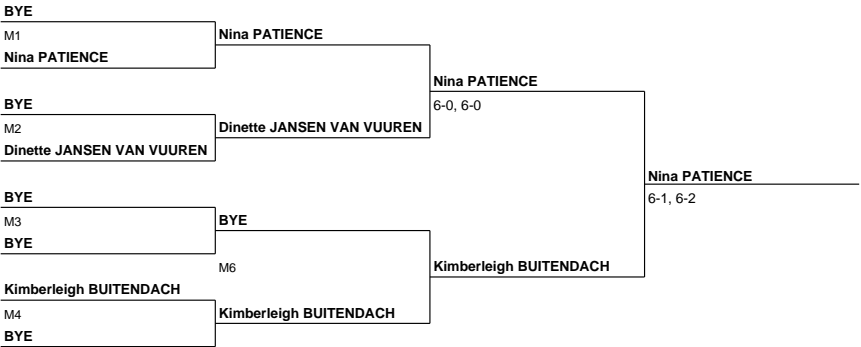 BYE
M1
Nina PATIENCE
Nina PATIENCE
BYE
M2
Dinette JANSEN VAN VUUREN
Dinette JANSEN VAN VUUREN
Nina PATIENCE
6-0, 6-0
BYE
M3
BYE
BYE
M6
Kimberleigh BUITENDACH
M4
BYE
Kimberleigh BUITENDACH
Kimberleigh BUITENDACH
Nina PATIENCE
6-1, 6-2